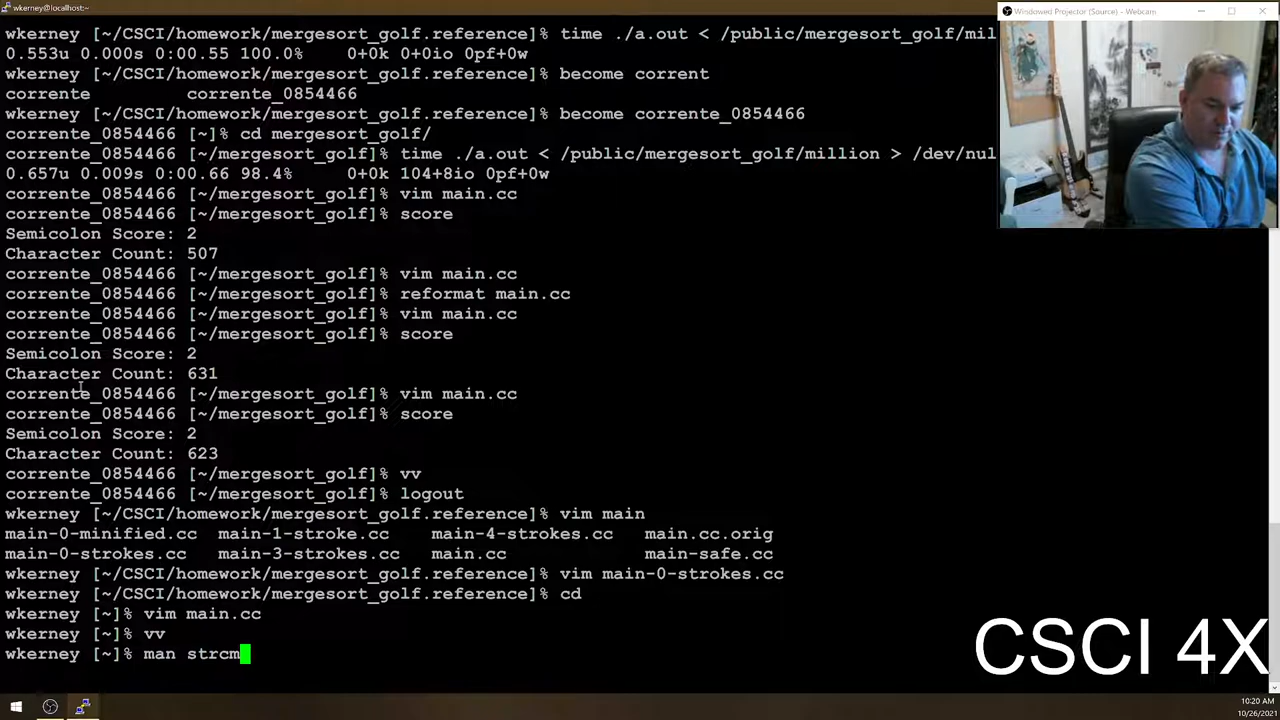 wkerney@localhost:~
Windowed Projector (Source) - Webcam
wkerney [~/CSCI/homework/mergesort_golf.reference]% time ./a.out < /public/mergesort_golf/mil
0.553u 0.000s 0:00.55 100.0% 0+0k 0+0io 0pf+0w
wkerney [~/CSCI/homework/mergesort_golf.reference]% become corrent
corrente corrente_0854466
wkerney [~/CSCI/homework/mergesort_golf.reference]% become corrente_0854466
corrente_0854466 [~]% cd mergesort_golf/
corrente_0854466 [~/mergesort_golf]% time ./a.out < /public/mergesort_golf/million > /dev/nul
0.657u 0.009s 0:00.66 98.4% 0+0k 104+8io 0pf+0w
corrente_0854466 [~/mergesort_golf]% vim main.cc
corrente_0854466 [~/mergesort_golf]% score
Semicolon Score: 2
Character Count: 507
corrente_0854466 [~/mergesort_golf]% vim main.cc
corrente_0854466 [~/mergesort_golf]% reformat main.cc
corrente_0854466 [~/mergesort_golf]% vim main.cc
corrente_0854466 [~/mergesort_golf]% score
Semicolon Score: 2
Character Count: 631
corrente_0854466 [~/mergesort_golf]% vim main.cc
corrente_0854466 [~/mergesort_golf]% score
Semicolon Score: 2
Character Count: 623
corrente_0854466 [~/mergesort_golf]% vv
corrente_0854466 [~/mergesort_golf]% logout
wkerney [~/CSCI/homework/mergesort_golf.reference]% vim main
main-0-minified.cc main-1-stroke.cc main-4-strokes.cc main.cc.orig
main-0-strokes.cc main-3-strokes.cc main.cc main-safe.cc
wkerney [~/CSCI/homework/mergesort_golf.reference]% vim main-0-strokes.cc
wkerney [~/CSCI/homework/mergesort_golf.reference]% cd
wkerney [~]% vim main.cc
wkerney [~]% vv
wkerney [~]% man strcm
CSCI 4X
10:20 AM
10/26/2021